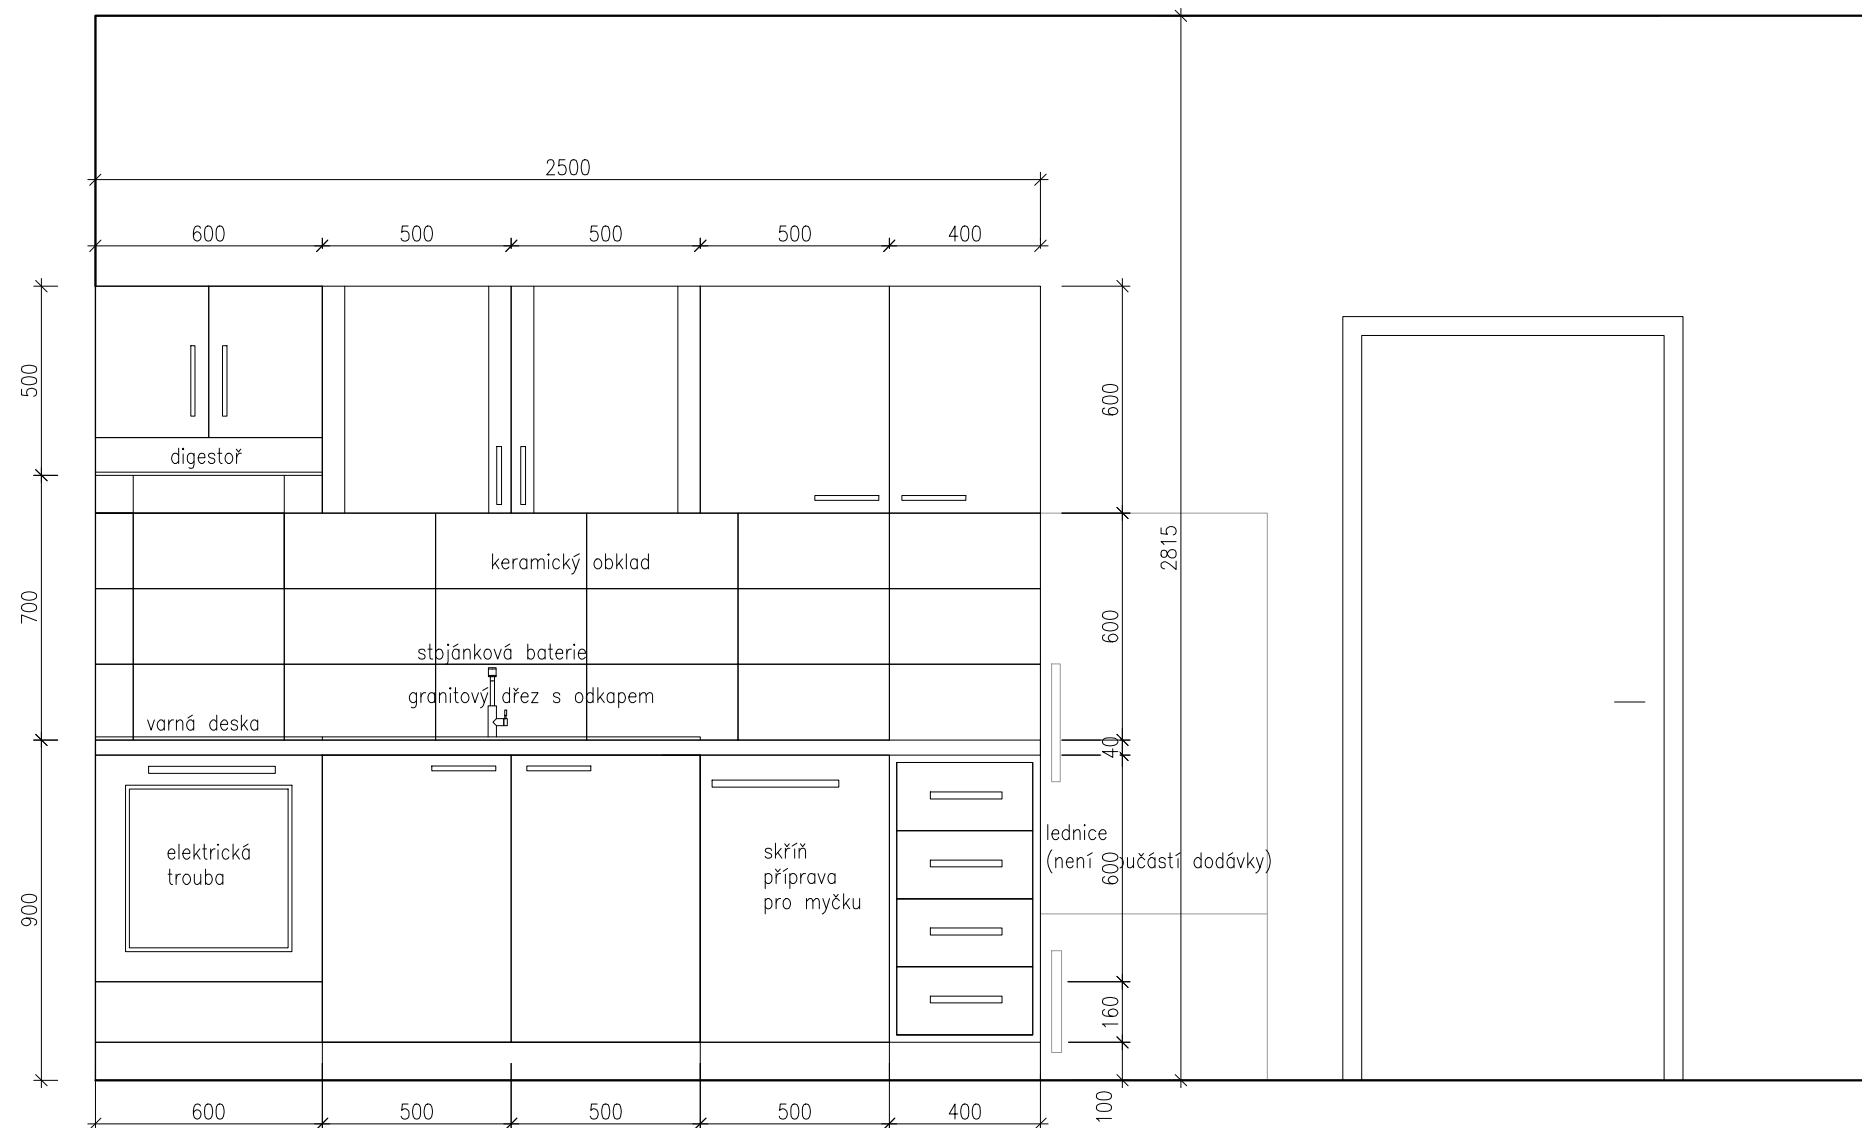 2500
600 500 500 500 400
2815
500
700
900
600
600
40
600
160
100
digestoř
keramický obklad
stojánková baterie
granitový dřez s odkapem
varná deska
elektrická
trouba
skříň
příprava
pro myčku
lednice
(není součástí dodávky)
600 500 500 500 400